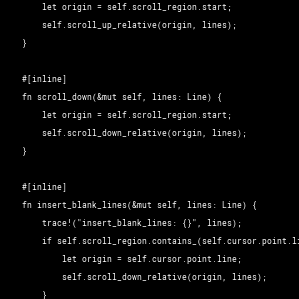 let origin = self.scroll_region.start;
self.scroll_up_relative(origin, lines);
}
#[inline]
fn scroll_down(&mut self, lines: Line) {
let origin = self.scroll_region.start;
self.scroll_down_relative(origin, lines);
}
#[inline]
fn insert_blank_lines(&mut self, lines: Line) {
trace!("insert_blank_lines: {}", lines);
if self.scroll_region.contains_(self.cursor.point.li
let origin = self.cursor.point.line;
self.scroll_down_relative(origin, lines);
}